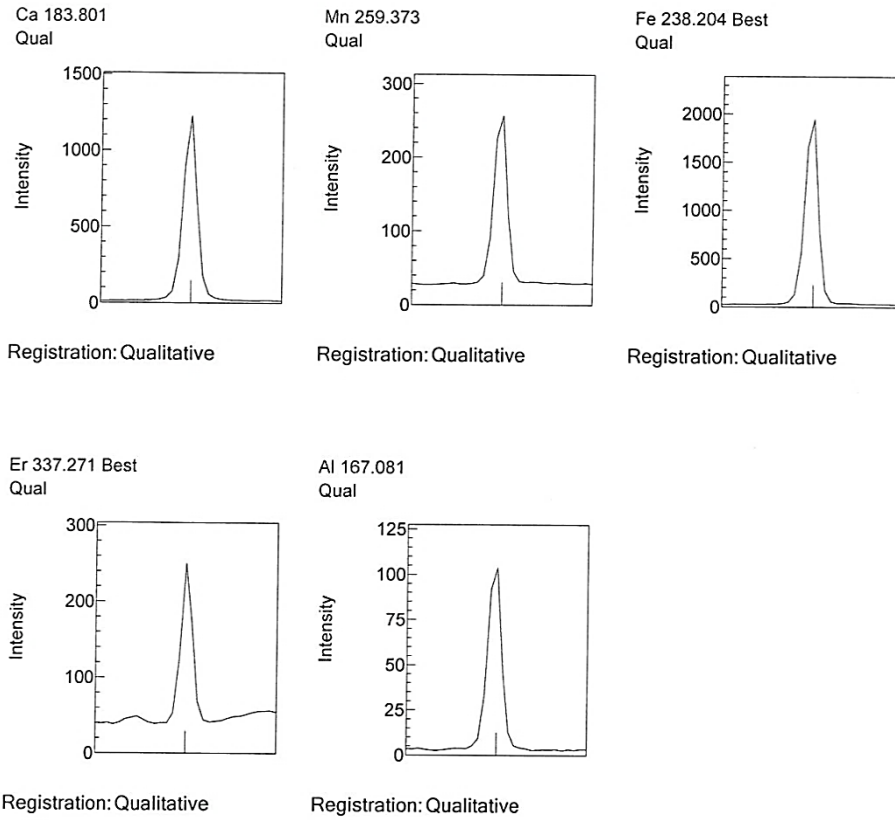 Ca 183.801
Qual
1500
1000
500
0
Intensity
Registration: Qualitative
Mn 259.373
Qual
300
200
100
0
Intensity
Registration: Qualitative
Fe 238.204 Best
Qual
2000
1500
1000
500
0
Intensity
Registration: Qualitative
Er 337.271 Best
Qual
300
200
100
0
Intensity
Registration: Qualitative
Al 167.081
Qual
125
100
75
50
25
0
Intensity
Registration: Qualitative